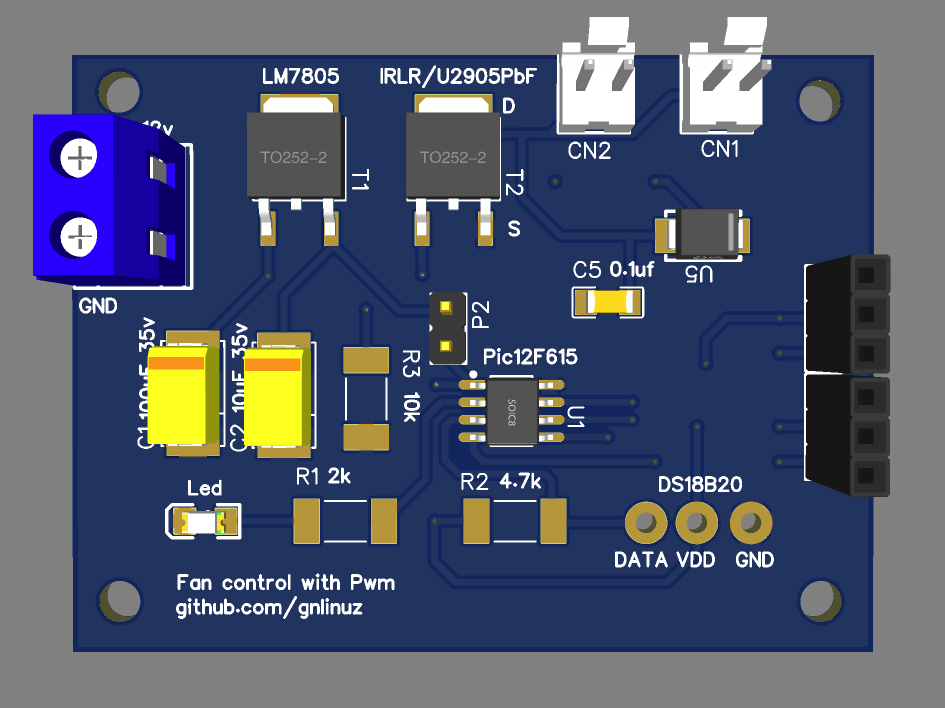 LM7805
IRLR/U2905PbF
D
12v
TO252-2
TO252-2
T1
T2
S
CN2
CN1
GND
C5 0.1uf
U5
P2
Pic12F615
C1 100uF 35v
C2 10uF 35v
R3 10k
SOIC8
U1
R1 2k
R2 4.7k
Led
DS18B20
DATA VDD GND
Fan control with Pwm
github.com/gnlinuz